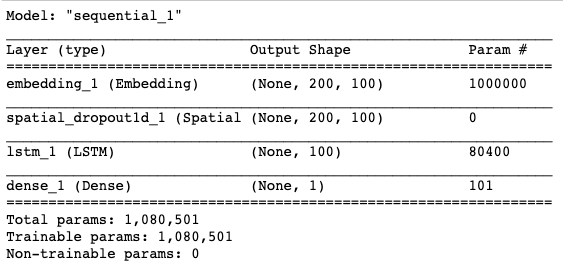 Model: "sequential_1"
Layer (type) Output Shape Param #
embedding_1 (Embedding) (None, 200, 100) 1000000
spatial_dropout1d_1 (Spatial (None, 200, 100) 0
lstm_1 (LSTM) (None, 100) 80400
dense_1 (Dense) (None, 1) 101
Total params: 1,080,501
Trainable params: 1,080,501
Non-trainable params: 0